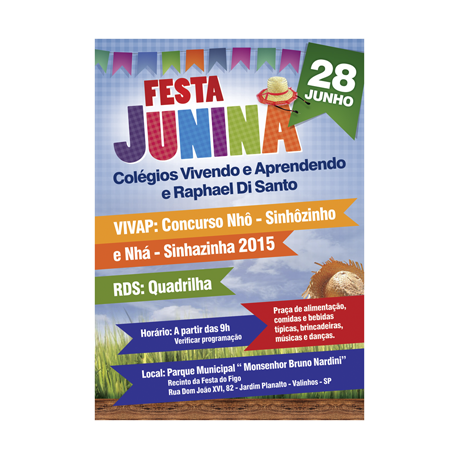 FESTA
JUNINA
28
JUNHO
Colégios Vivendo e Aprendendo
e Raphael Di Santo
VIVAP: Concurso Nhô - Sinhôzinho
e Nhá - Sinhazinha 2015
RDS: Quadrilha
Praça de alimentação,
comidas e bebidas
típicas, brincadeiras,
músicas e danças.
Horário: A partir das 9h
Verificar programação
Local: Parque Municipal “ Monsenhor Bruno Nardini”
Recinto da Festa do Figo
Rua Dom João XVI, 82 - Jardim Planalto - Valinhos - SP